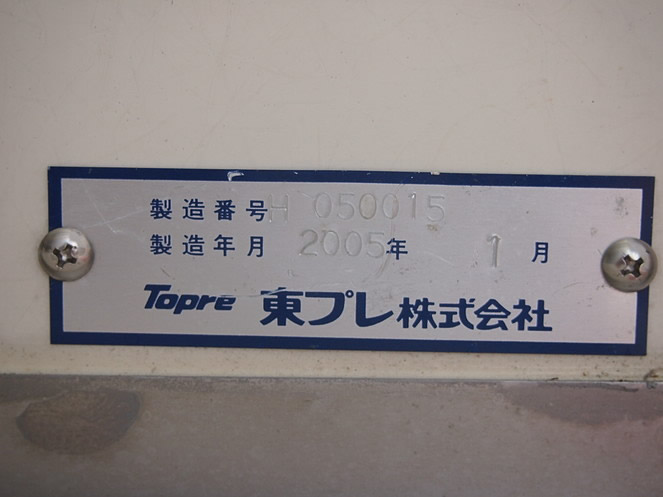 製造番号 H 050015
製造年月 2005年 1月
Topre 東プレ株式会社